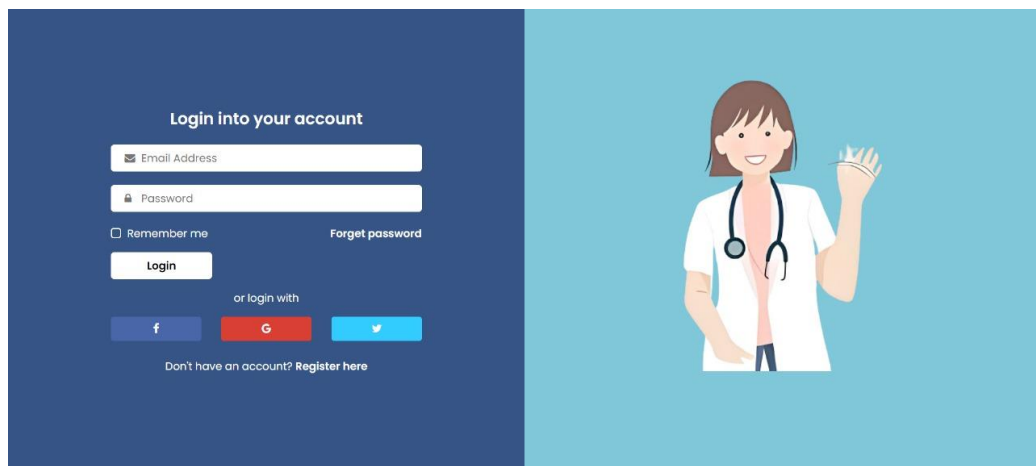 Login into your account
Email Address
Password
Remember me Forget password
Login
or login with
f G
Don't have an account? Register here